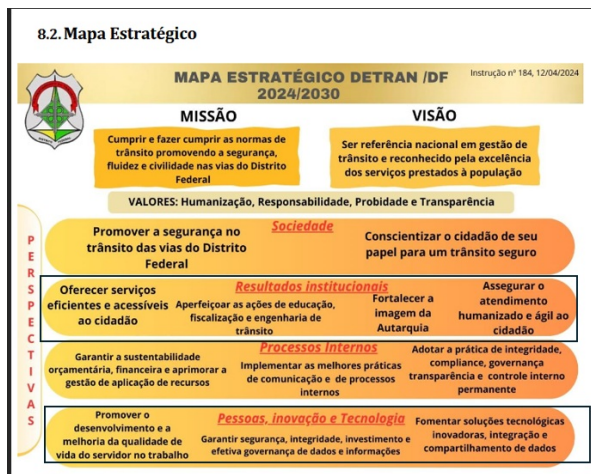 8.2. Mapa Estratégico
MAPA ESTRATÉGICO DETRAN /DF
2024/2030
Instrução nº 184, 12/04/2024
MISSÃO
Cumprir e fazer cumprir as normas de
trânsito promovendo a segurança,
fluidez e civilidade nas vias do Distrito
Federal
VISÃO
Ser referência nacional em gestão de
trânsito e reconhecido pela excelência
dos serviços prestados à população
VALORES: Humanização, Responsabilidade, Probidade e Transparência
PERSPECTIVAS
Sociedade
Promover a segurança no
trânsito das vias do Distrito
Federal
Conscientizar o cidadão de seu
papel para um trânsito seguro
Resultados institucionais
Oferecer serviços
eficientes e acessíveis
ao cidadão
Aperfeiçoar as ações de educação,
fiscalização e engenharia de
trânsito
Fortalecer a
imagem da
Autarquia
Assegurar o
atendimento
humanizado e ágil ao
cidadão
Processos Internos
Garantir a sustentabilidade
orçamentária, financeira e aprimorar a
gestão de aplicação de recursos
Implementar as melhores práticas
de comunicação e de processos
internos
Adotar a prática de integridade,
compliance, governança
transparência e controle interno
permanente
Pessoas, inovação e Tecnologia
Promover o
desenvolvimento e a
melhoria da qualidade de
vida do servidor no trabalho
Garantir segurança, integridade, investimento e
efetiva governança de dados e informações
Fomentar soluções tecnológicas
inovadoras, integração e
compartilhamento de dados